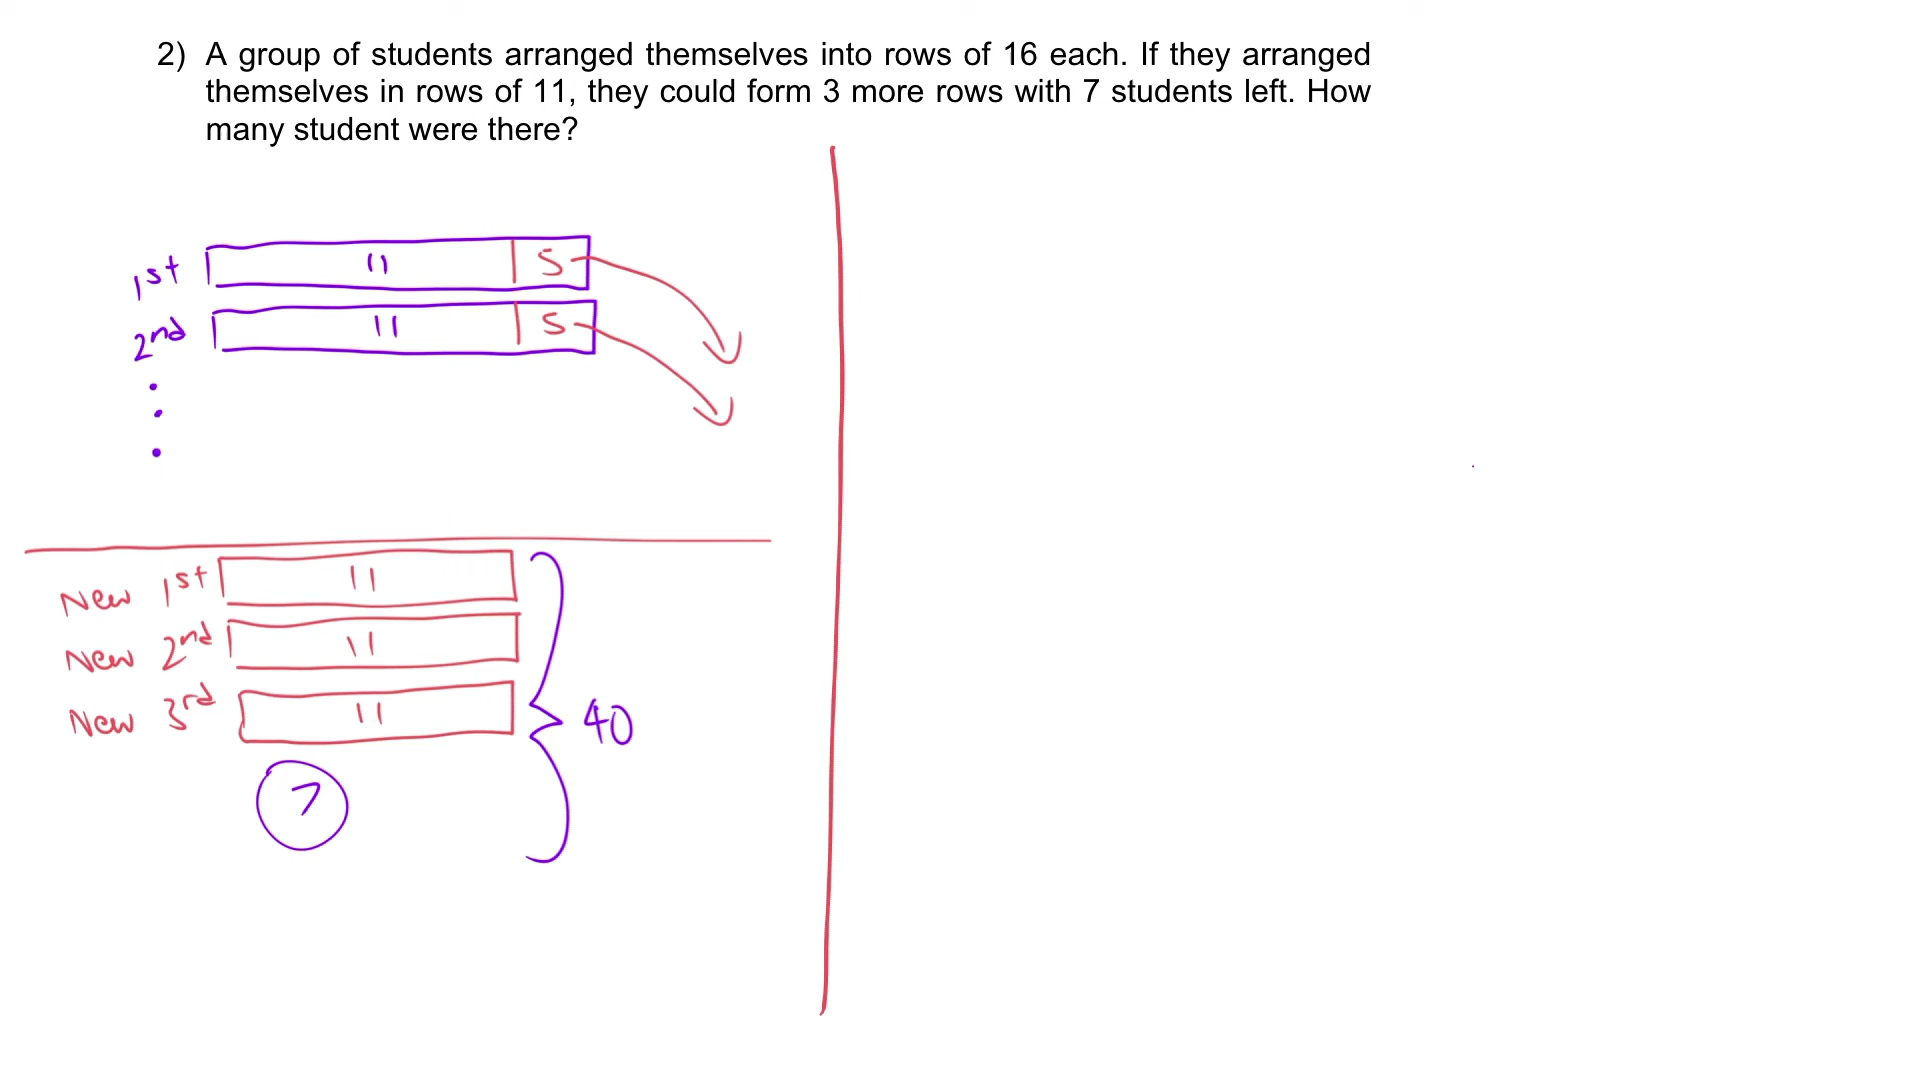 2) A group of students arranged themselves into rows of 16 each. If they arranged
themselves in rows of 11, they could form 3 more rows with 7 students left. How
many student were there?
1st 11 5
2nd 11 5
New 1st 11
New 2nd 11
New 3rd 11
40
7